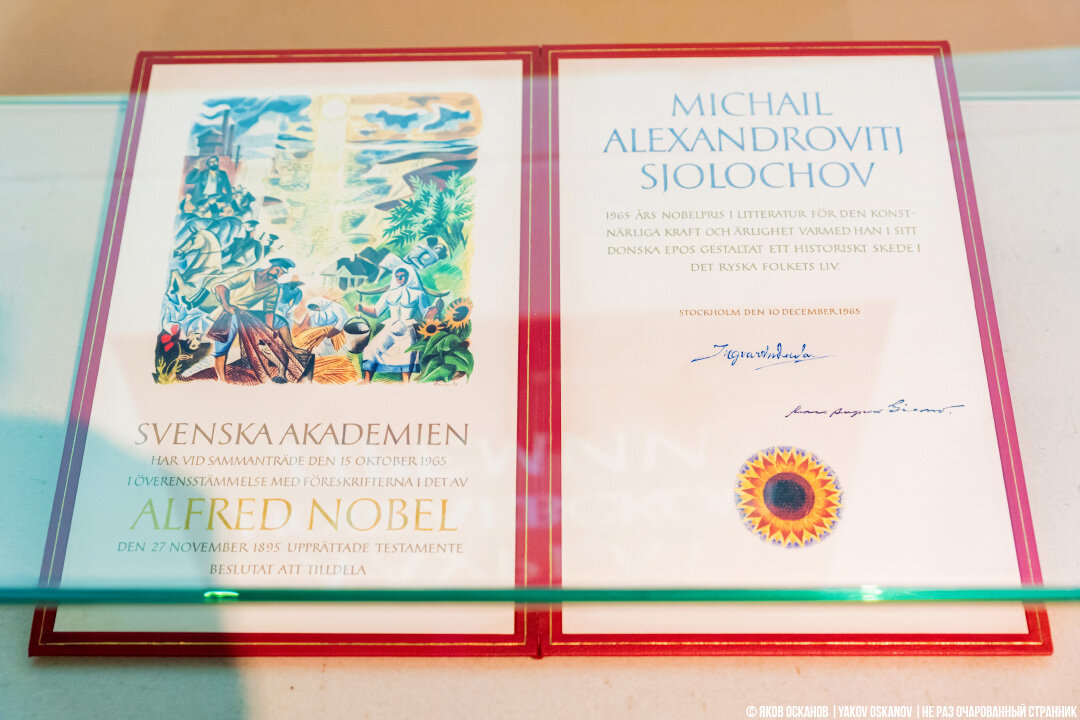 SVENSKA AKADEMIEN
HAR VID SAMMANTRÄDE DEN 15 OKTOBER 1965
I ÖVERENSSTÄMMELSE MED FÖRESKRIFTERNA I DET AV
ALFRED NOBEL
DEN 27 NOVEMBER 1895 UPPRÄTTADE TESTAMENTE
BESLUTAT ATT TILLDELA
MICHAIL
ALEXANDROVITJ
SJOLOCHOV
1965 ÅRS NOBELPRIS I LITTERATUR FÖR DEN KONST-
NÄRLIGA KRAFT OCH ÄRLIGHET VARMED HAN I SITT
DONSKA EPOS GESTALTAT ETT HISTORISKT SKEDE I
DET RYSKA FOLKETS LIV
STOCKHOLM DEN 10 DECEMBER 1965
© ЯКОВ ОСКАНОВ | YAKOV OSKANOV | НЕ РАЗ ОЧАРОВАННЫЙ СТРАННИК